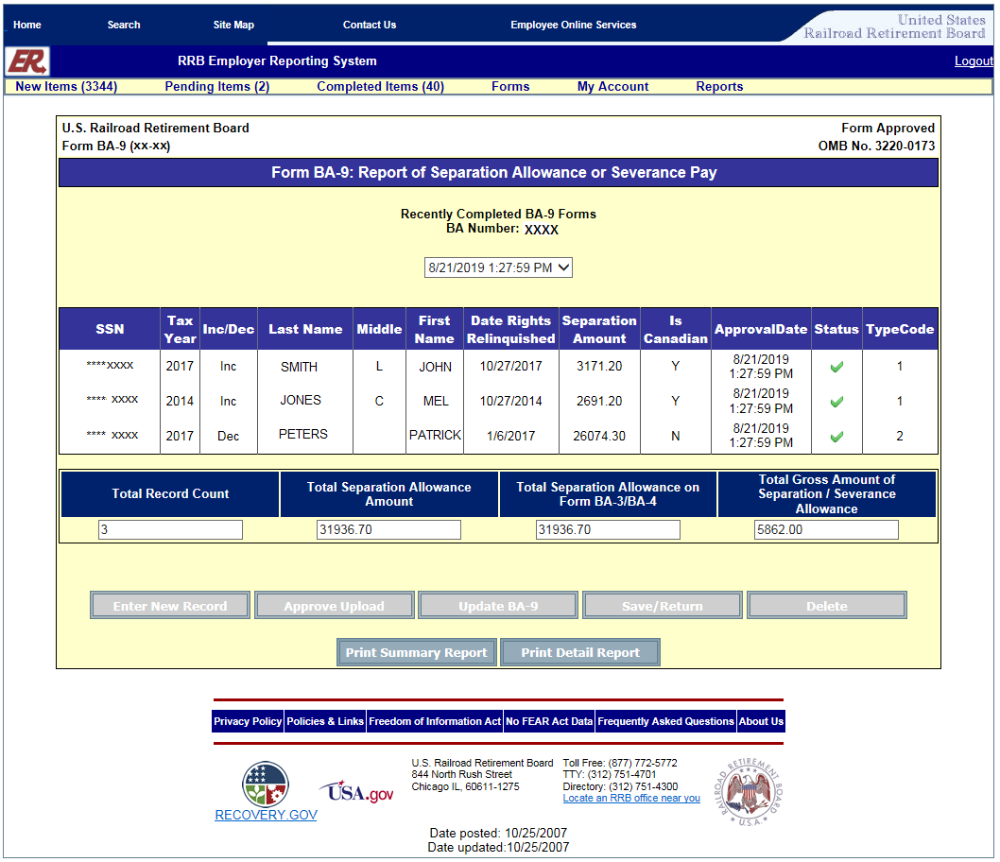 Home Search Site Map Contact Us Employee Online Services
United States
Railroad Retirement Board
ER RRB Employer Reporting System Logout
New Items (3344) Pending Items (2) Completed Items (40) Forms My Account Reports
U.S. Railroad Retirement Board Form Approved
Form BA-9 (xx-xx) OMB No. 3220-0173
Form BA-9: Report of Separation Allowance or Severance Pay
Recently Completed BA-9 Forms
BA Number: XXXX
8/21/2019 1:27:59 PM
SSN Tax Year Inc/Dec Last Name Middle First Name Date Rights Relinquished Separation Amount Is Canadian ApprovalDate Status TypeCode
****XXXX 2017 Inc SMITH L JOHN 10/27/2017 3171.20 Y 8/21/2019 1:27:59 PM 1
**** XXXX 2014 Inc JONES C MEL 10/27/2014 2691.20 Y 8/21/2019 1:27:59 PM 1
**** XXXX 2017 Dec PETERS PATRICK 1/6/2017 26074.30 N 8/21/2019 1:27:59 PM 2
Total Record Count Total Separation Allowance Amount Total Separation Allowance on Form BA-3/BA-4 Total Gross Amount of Separation / Severance Allowance
3 31936.70 31936.70 5862.00
Enter New Record Approve Upload Update BA-9 Save/Return Delete
Print Summary Report Print Detail Report
Privacy Policy Policies & Links Freedom of Information Act No FEAR Act Data Frequently Asked Questions About Us
RECOVERY.GOV
USA.gov
U.S. Railroad Retirement Board
844 North Rush Street
Chicago IL, 60611-1275
Toll Free: (877) 772-5772
TTY: (312) 751-4701
Directory: (312) 751-4300
Locate an RRB office near you
RAILROAD RETIREMENT BOARD
U.S.A.
Date posted: 10/25/2007
Date updated:10/25/2007